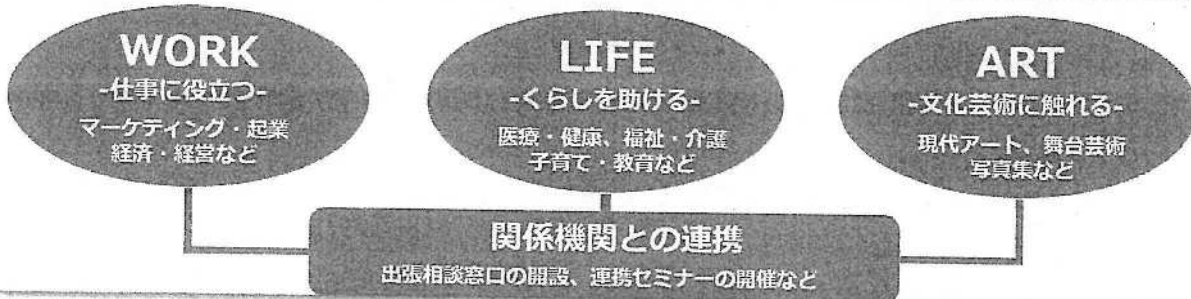 WORK
-仕事に役立つ-
マーケティング・起業
経済・経営など
LIFE
-くらしを助ける-
医療・健康、福祉・介護
子育て・教育など
ART
-文化芸術に触れる-
現代アート、舞台芸術
写真集など
関係機関との連携
出張相談窓口の開設、連携セミナーの開催など